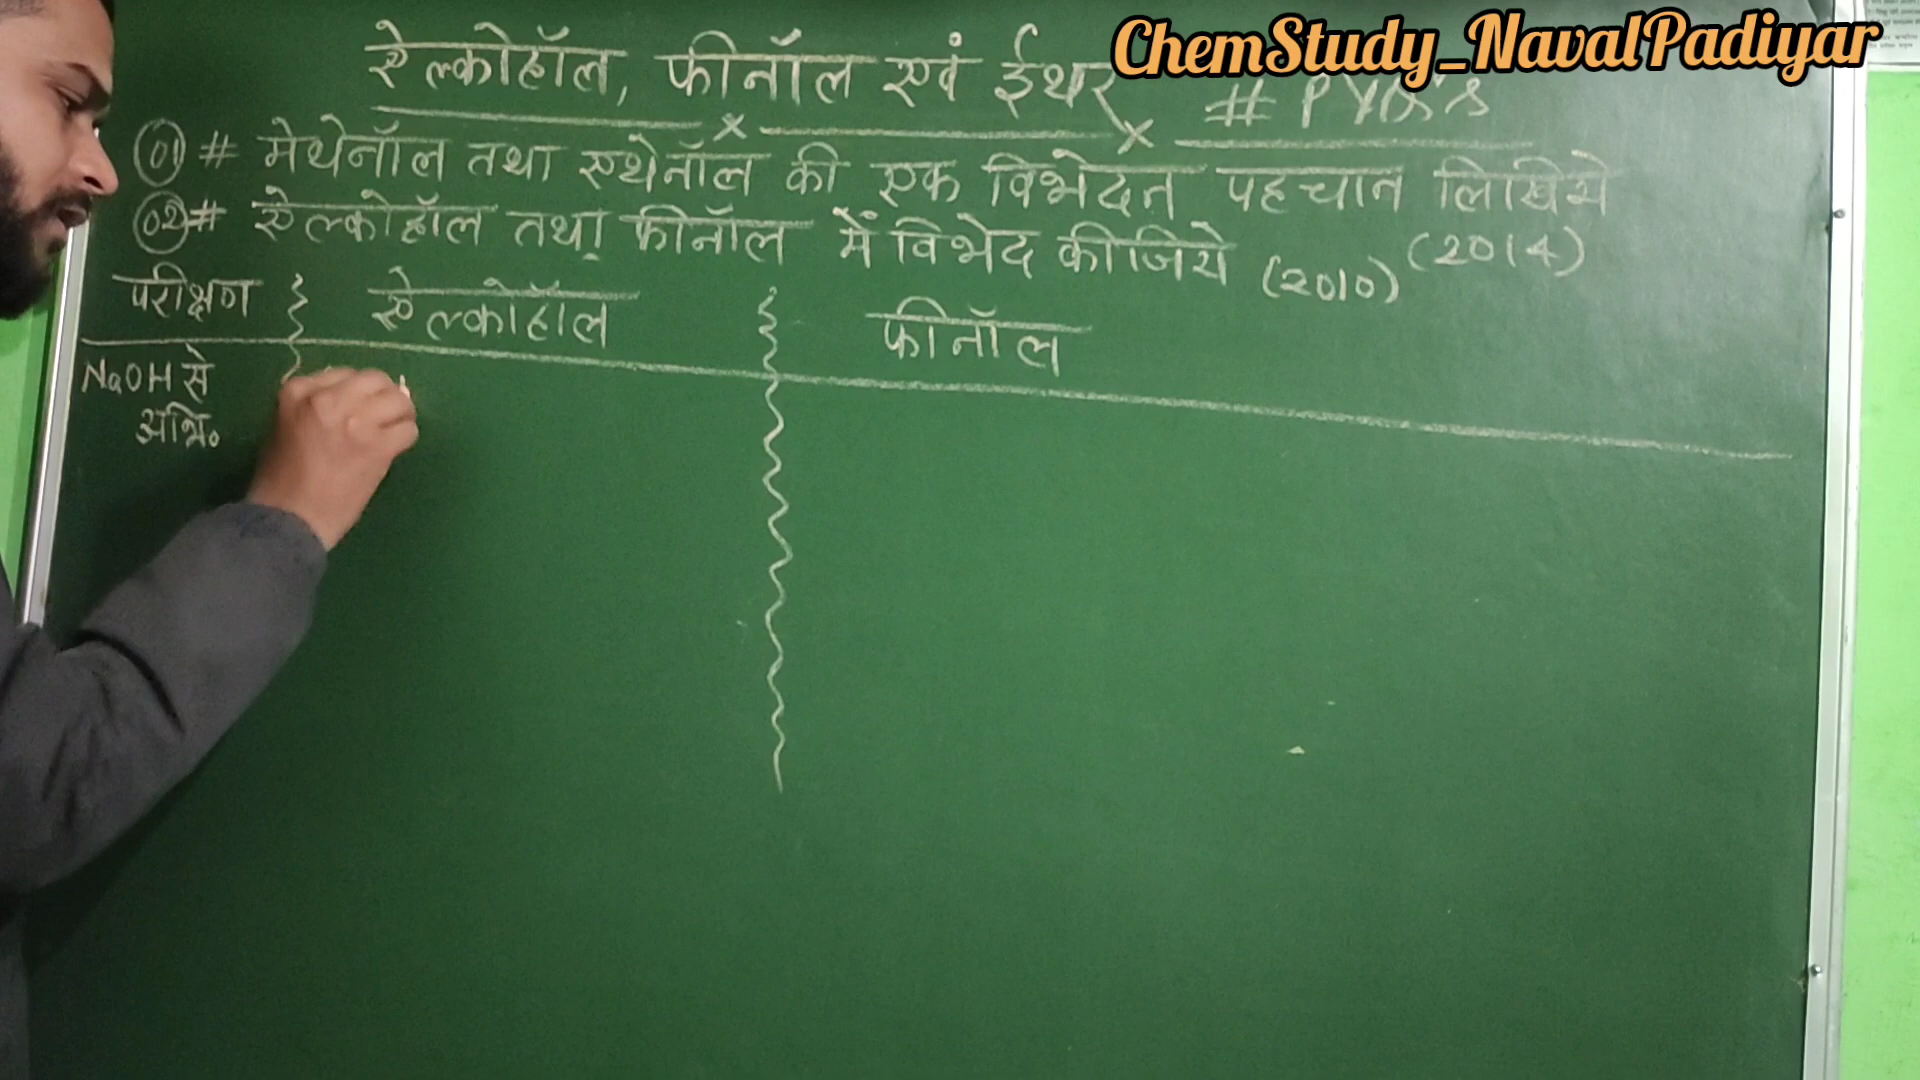 ChemStudy_NavalPadiyar
ऐल्कोहॉल, फीनॉल एवं ईथर # PYQ's
01 # मेथेनॉल तथा एथेनॉल की एक विभेदन पहचान लिखिये (2014)
02 # ऐल्कोहॉल तथा फीनॉल में विभेद कीजिये (2010)
परीक्षण ऐल्कोहॉल फीनॉल
NaOH से
अभि०